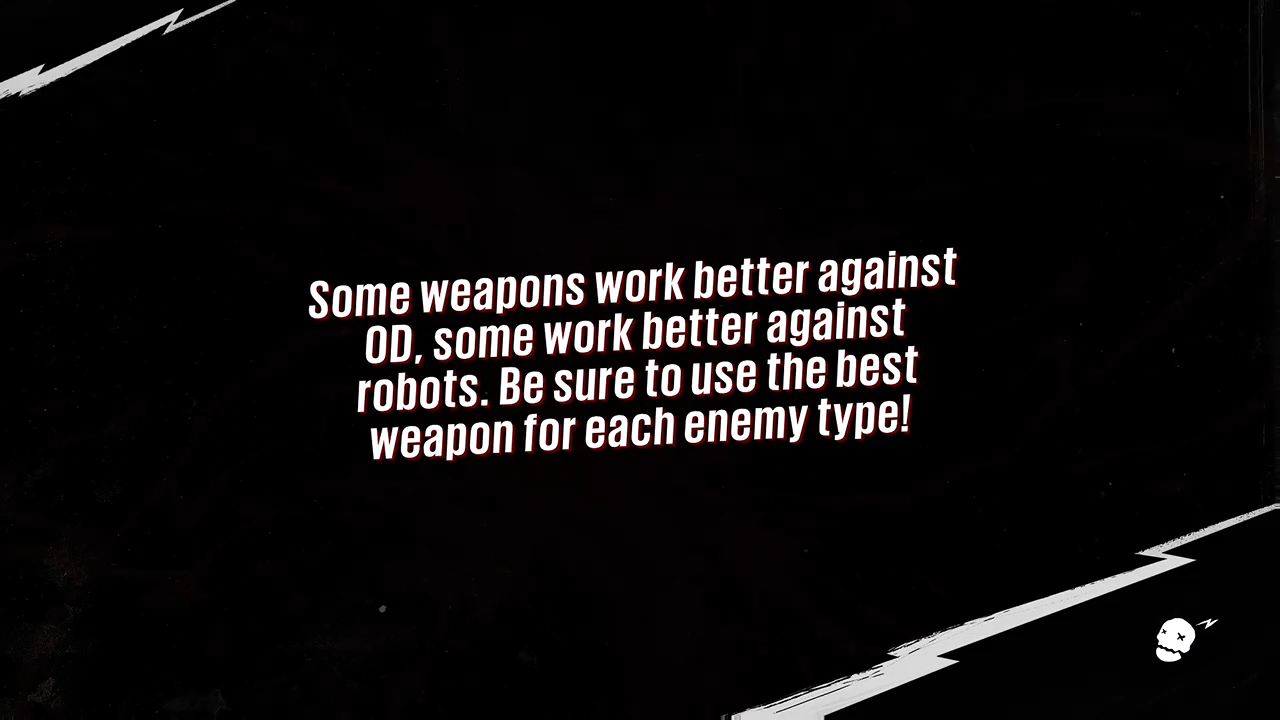 Some weapons work better against
OD, some work better against
robots. Be sure to use the best
weapon for each enemy type!